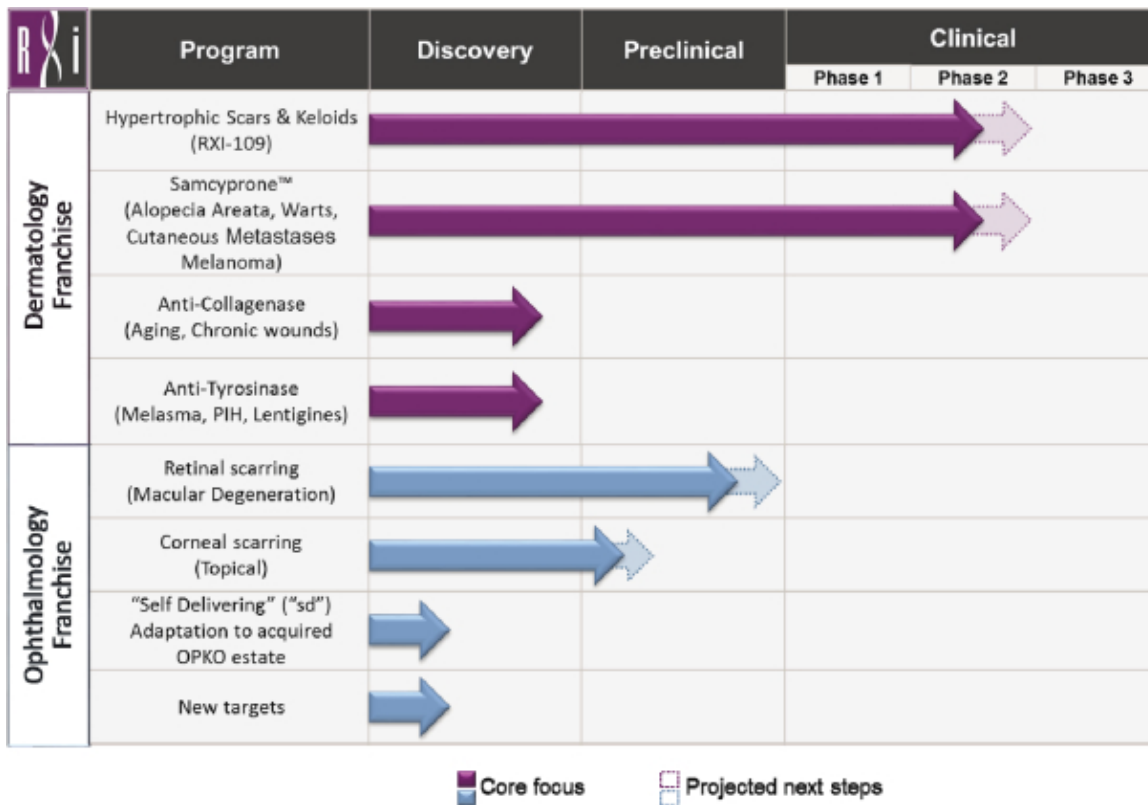 RXi
Program
Discovery
Preclinical
Clinical
Phase 1
Phase 2
Phase 3
Dermatology
Franchise
Hypertrophic Scars & Keloids
(RXI-109)
Samcyprone™
(Alopecia Areata, Warts,
Cutaneous Metastases
Melanoma)
Anti-Collagenase
(Aging, Chronic wounds)
Anti-Tyrosinase
(Melasma, PIH, Lentigines)
Ophthalmology
Franchise
Retinal scarring
(Macular Degeneration)
Corneal scarring
(Topical)
“Self Delivering” (“sd”)
Adaptation to acquired
OPKO estate
New targets
Core focus
Projected next steps